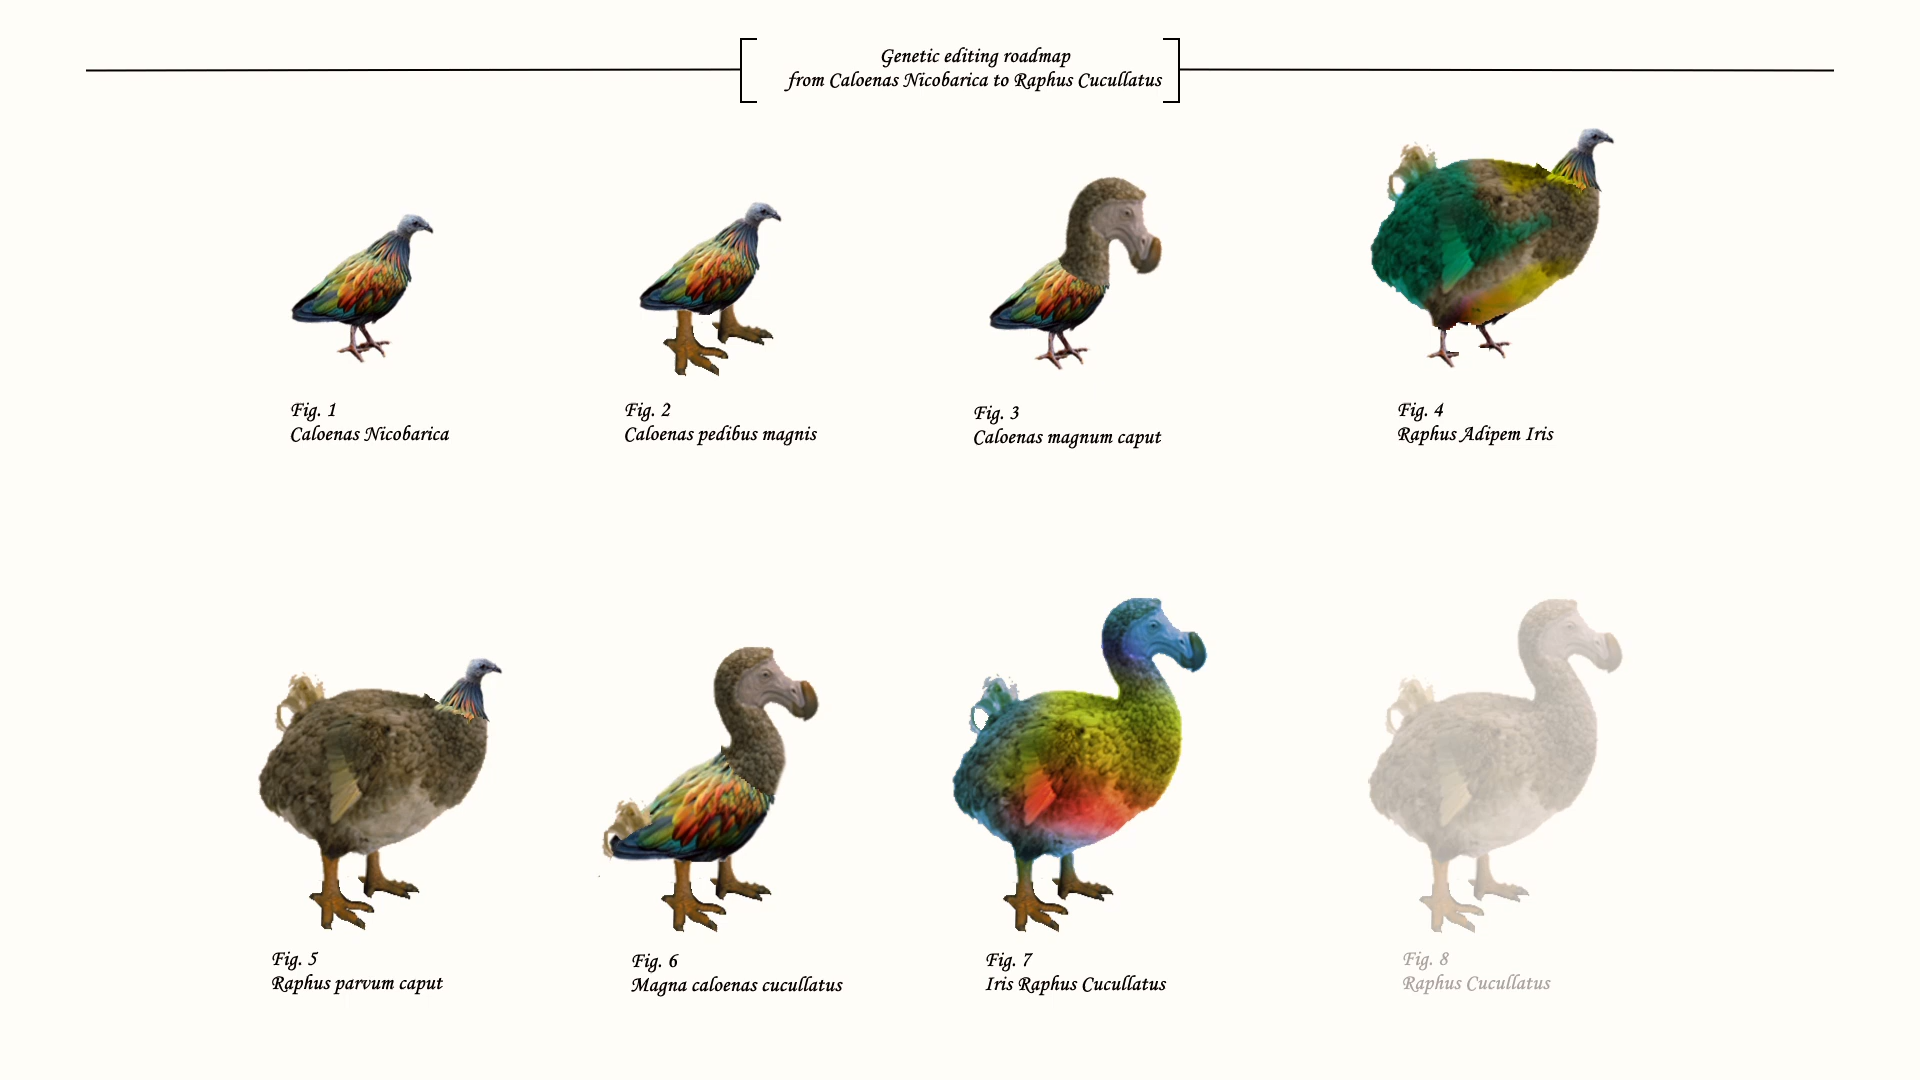 Genetic editing roadmap
from Caloenas Nicobarica to Raphus Cucullatus
Fig. 1
Caloenas Nicobarica
Fig. 2
Caloenas pedibus magnis
Fig. 3
Caloenas magnum caput
Fig. 4
Raphus Adipem Iris
Fig. 5
Raphus parvum caput
Fig. 6
Magna caloenas cucullatus
Fig. 7
Iris Raphus Cucullatus
Fig. 8
Raphus Cucullatus